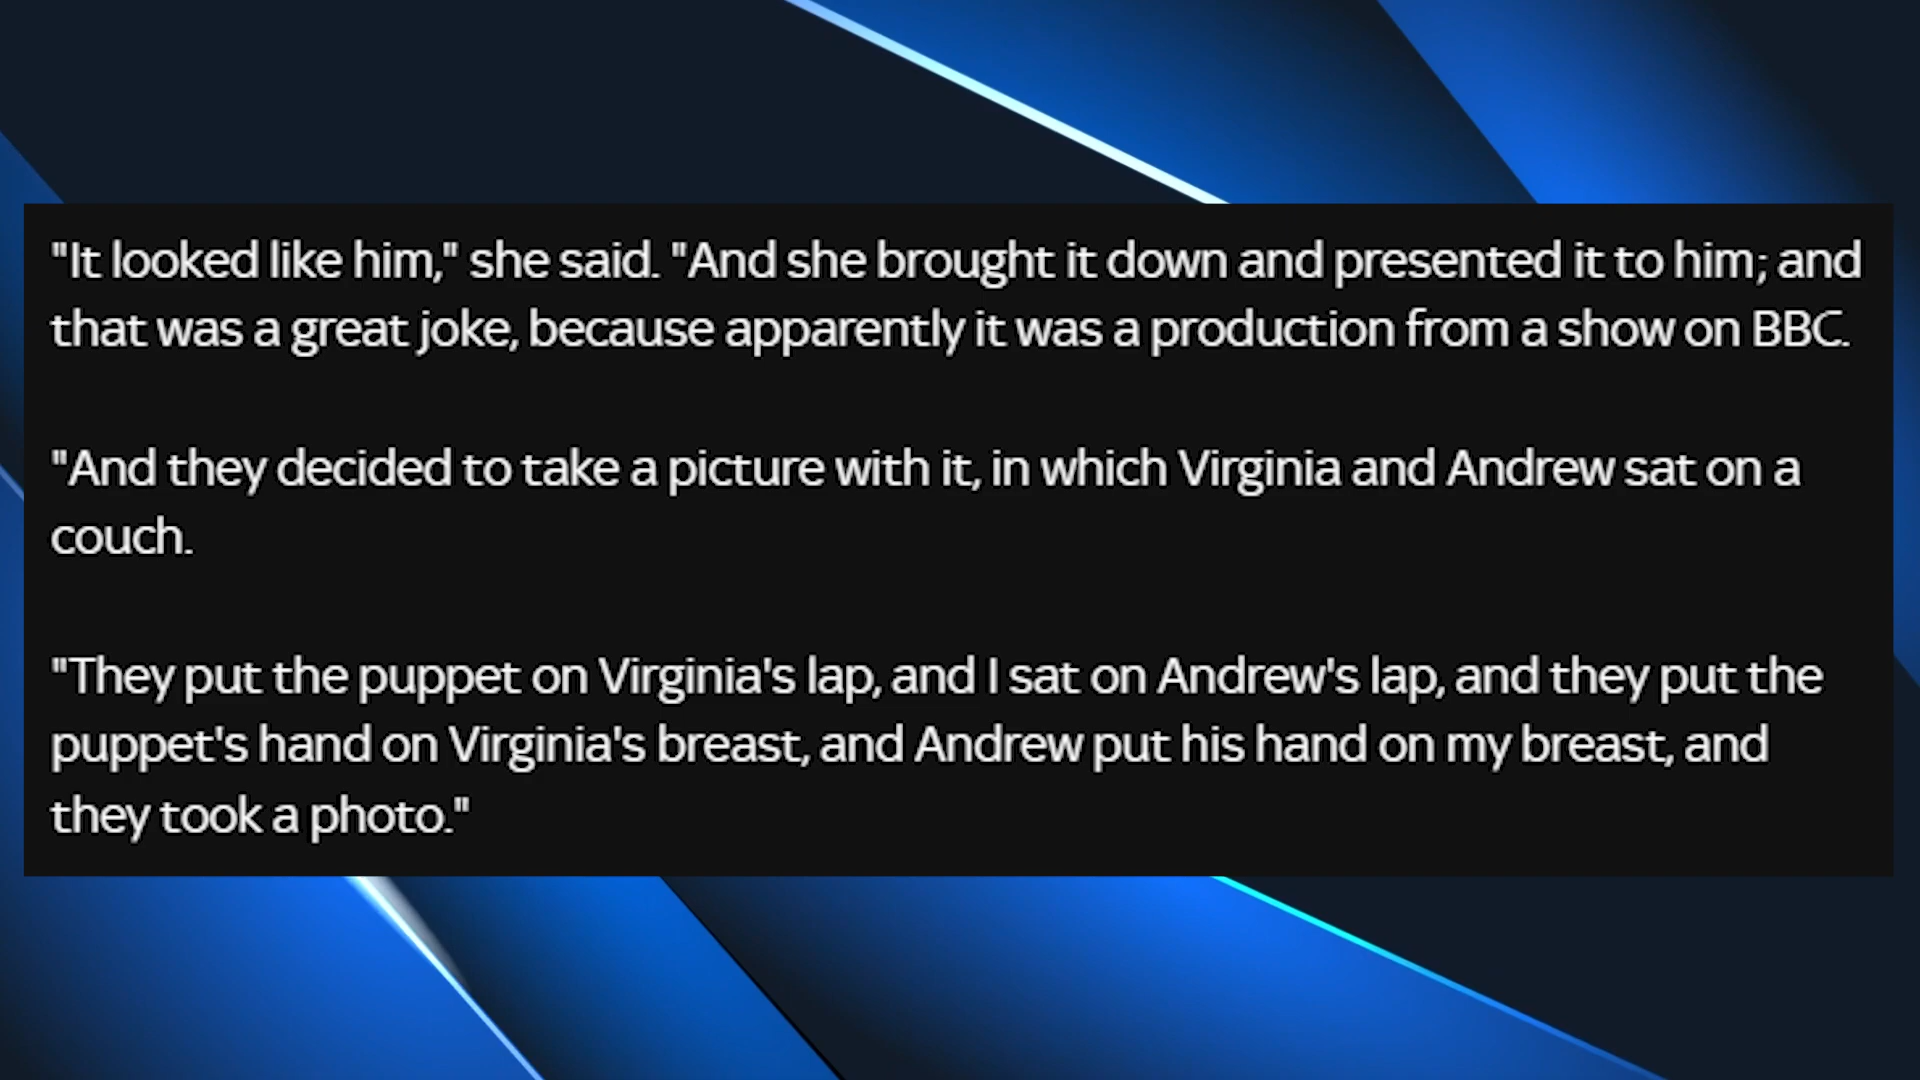 "It looked like him," she said. "And she brought it down and presented it to him; and
that was a great joke, because apparently it was a production from a show on BBC.
"And they decided to take a picture with it, in which Virginia and Andrew sat on a
couch.
"They put the puppet on Virginia's lap, and I sat on Andrew's lap, and they put the
puppet's hand on Virginia's breast, and Andrew put his hand on my breast, and
they took a photo."